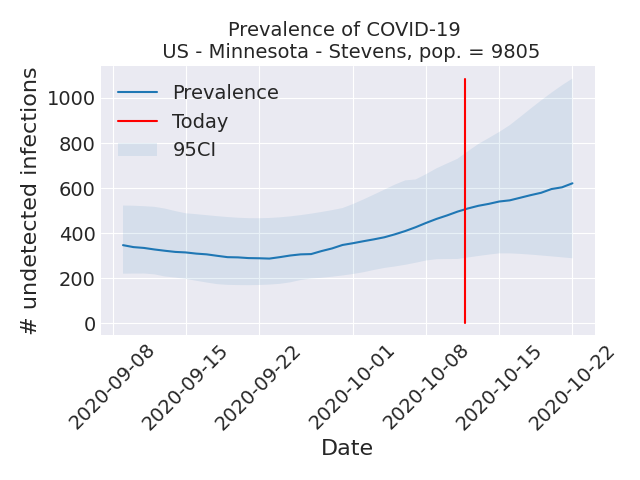 Prevalence of COVID-19
US - Minnesota - Stevens, pop. = 9805
# undetected infections
1000
800
600
400
200
0
Prevalence
Today
95CI
2020-09-08
2020-09-15
2020-09-22
2020-10-01
2020-10-08
2020-10-15
2020-10-22
Date